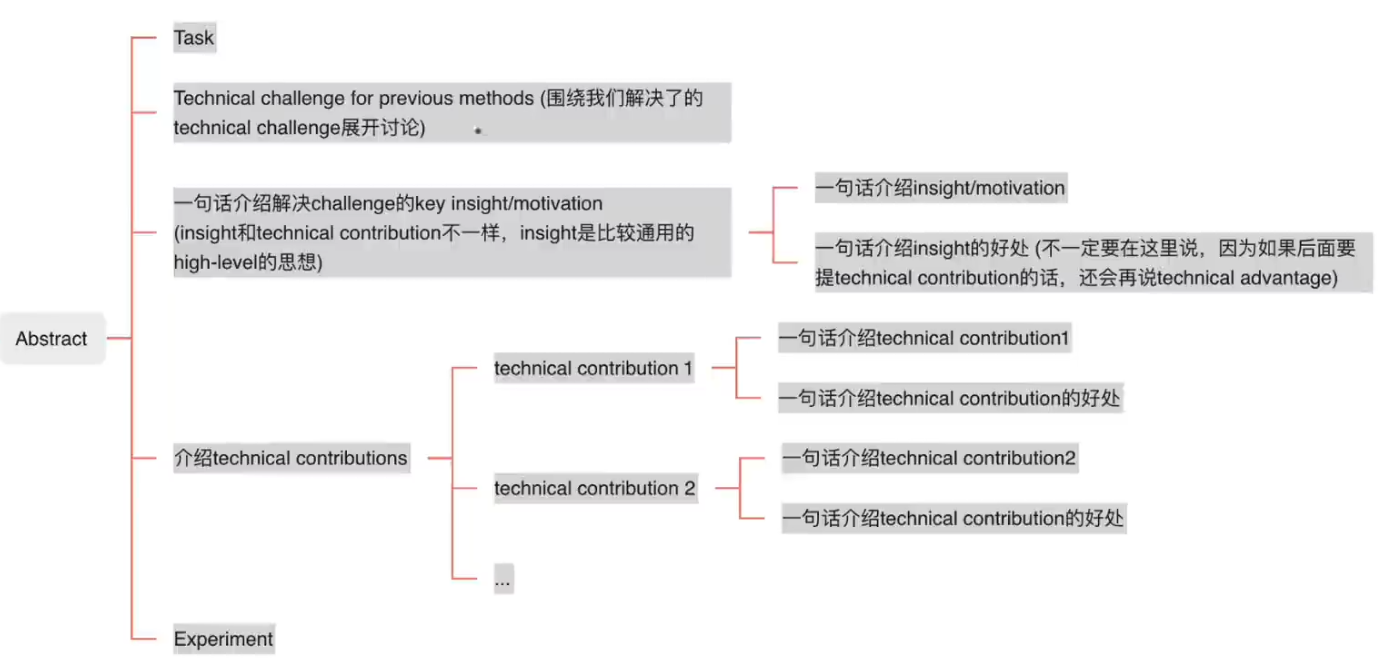 Task
Technical challenge for previous methods (围绕我们解决了的
technical challenge展开讨论)
一句话介绍解决challenge的key insight/motivation
(insight和technical contribution不一样，insight是比较通用的
high-level的思想)
一句话介绍insight/motivation
一句话介绍insight的好处 (不一定要在这里说，因为如果后面要
提technical contribution的话，还会再说technical advantage)
Abstract
介绍technical contributions
technical contribution 1
一句话介绍technical contribution1
一句话介绍technical contribution的好处
technical contribution 2
一句话介绍technical contribution2
一句话介绍technical contribution的好处
...
Experiment